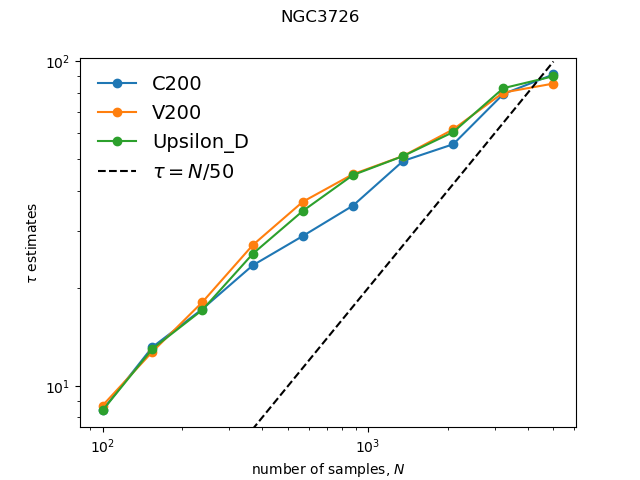 NGC3726
10²
C200
V200
Upsilon_D
τ = N/50
τ estimates
10¹
10² 10³
number of samples, N